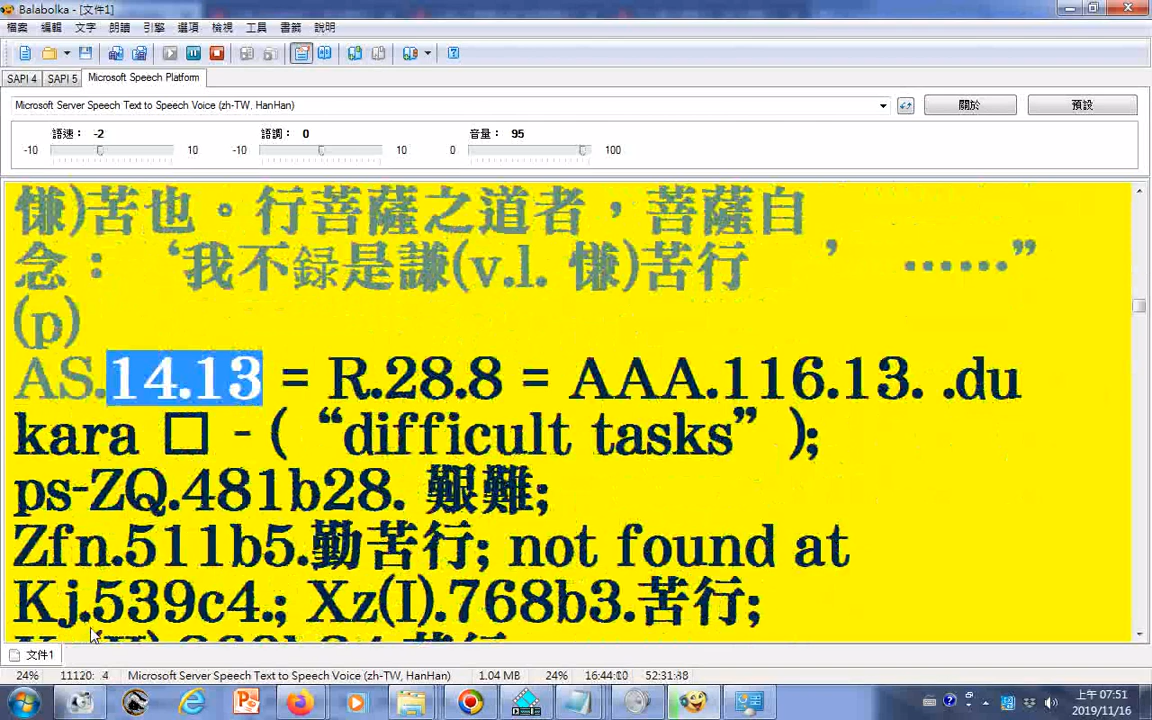 Balabolka - [文件1]
檔案 編輯 文字 朗讀 引擎 選項 檢視 工具 書籤 說明
SAPI 4 SAPI 5 Microsoft Speech Platform
Microsoft Server Speech Text to Speech Voice (zh-TW, HanHan) 關於 預設
語速： -2 語調： 0 音量： 95
-10 10 -10 10 0 100
慊)苦也。行菩薩之道者，菩薩自
念：‘我不録是謙(v.l. 慊)苦行 ’ ……”
(p)
AS.14.13 = R.28.8 = AAA.116.13. .du
kara □ - ( “difficult tasks” );
ps-ZQ.481b28. 艱難;
Zfn.511b5.勤苦行; not found at
Kj.539c4.; Xz(I).768b3.苦行;
文件1
24% 11120: 4 Microsoft Server Speech Text to Speech Voice (zh-TW, HanHan) 1.04 MB 24% 16:44:00 52:31:38
上午 07:51
2019/11/16